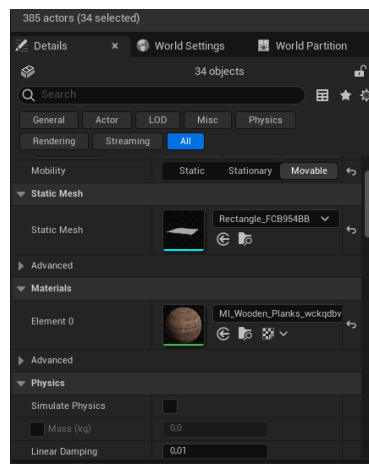 385 actors (34 selected)
Details
World Settings
World Partition
34 objects
Search
General
Actor
LOD
Misc
Physics
Rendering
Streaming
All
Mobility
Static
Stationary
Movable
Static Mesh
Static Mesh
Rectangle_FCB954BB
Advanced
Materials
Element 0
MI_Wooden_Planks_wckqdbv
Advanced
Physics
Simulate Physics
Mass (kg)
0,0
Linear Damping
0,01